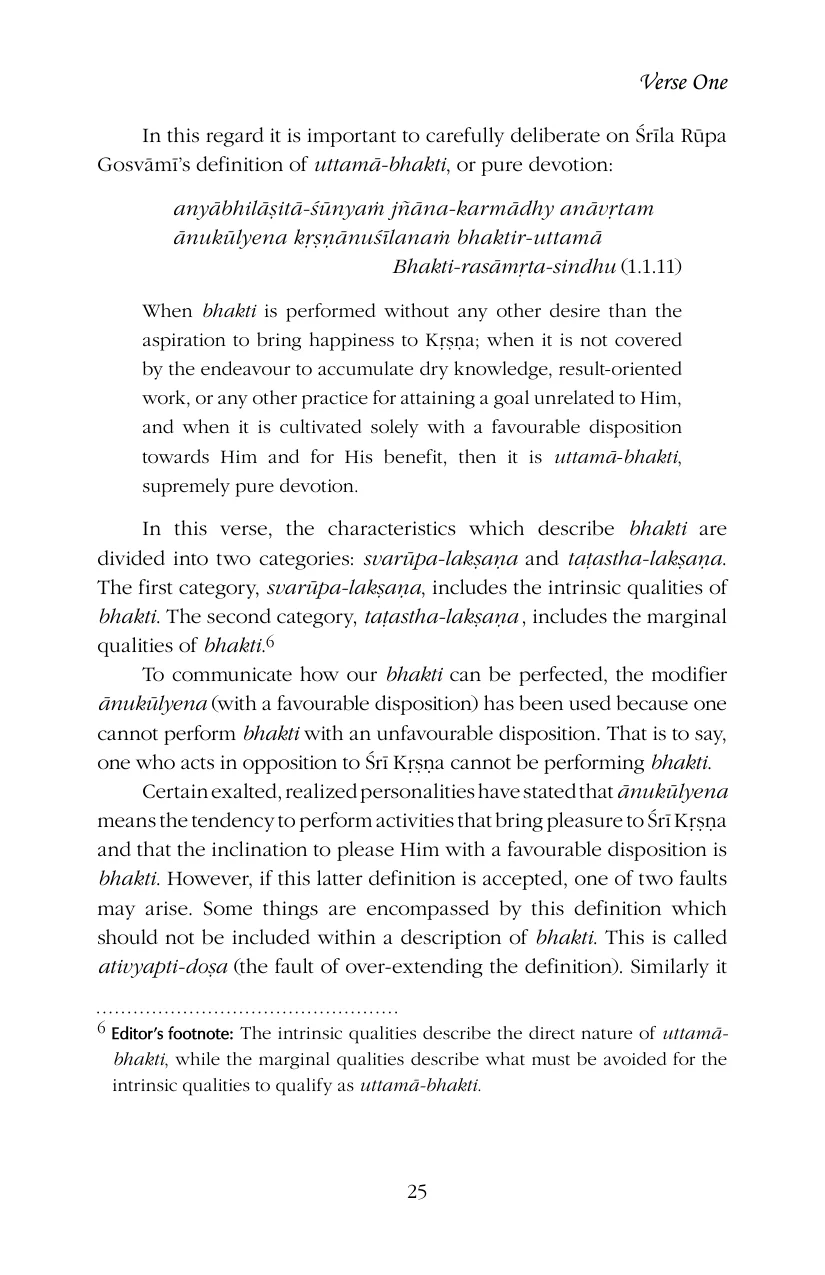 Verse One
In this regard it is important to carefully deliberate on Śrīla Rūpa
Gosvāmī’s definition of uttamā-bhakti, or pure devotion:
anyābhilāṣitā-śūnyaṁ jñāna-karmādhy anāvṛtam
ānukūlyena kṛṣṇānuśīlanaṁ bhaktir-uttamā
Bhakti-rasāmṛta-sindhu (1.1.11)
When bhakti is performed without any other desire than the
aspiration to bring happiness to Kṛṣṇa; when it is not covered
by the endeavour to accumulate dry knowledge, result-oriented
work, or any other practice for attaining a goal unrelated to Him,
and when it is cultivated solely with a favourable disposition
towards Him and for His benefit, then it is uttamā-bhakti,
supremely pure devotion.
In this verse, the characteristics which describe bhakti are
divided into two categories: svarūpa-lakṣaṇa and taṭastha-lakṣaṇa.
The first category, svarūpa-lakṣaṇa, includes the intrinsic qualities of
bhakti. The second category, taṭastha-lakṣaṇa, includes the marginal
qualities of bhakti.6
To communicate how our bhakti can be perfected, the modifier
ānukūlyena (with a favourable disposition) has been used because one
cannot perform bhakti with an unfavourable disposition. That is to say,
one who acts in opposition to Śrī Kṛṣṇa cannot be performing bhakti.
Certain exalted, realized personalities have stated that ānukūlyena
means the tendency to perform activities that bring pleasure to Śrī Kṛṣṇa
and that the inclination to please Him with a favourable disposition is
bhakti. However, if this latter definition is accepted, one of two faults
may arise. Some things are encompassed by this definition which
should not be included within a description of bhakti. This is called
ativyapti-doṣa (the fault of over-extending the definition). Similarly it
6 Editor’s footnote: The intrinsic qualities describe the direct nature of uttamā-
bhakti, while the marginal qualities describe what must be avoided for the
intrinsic qualities to qualify as uttamā-bhakti.
25